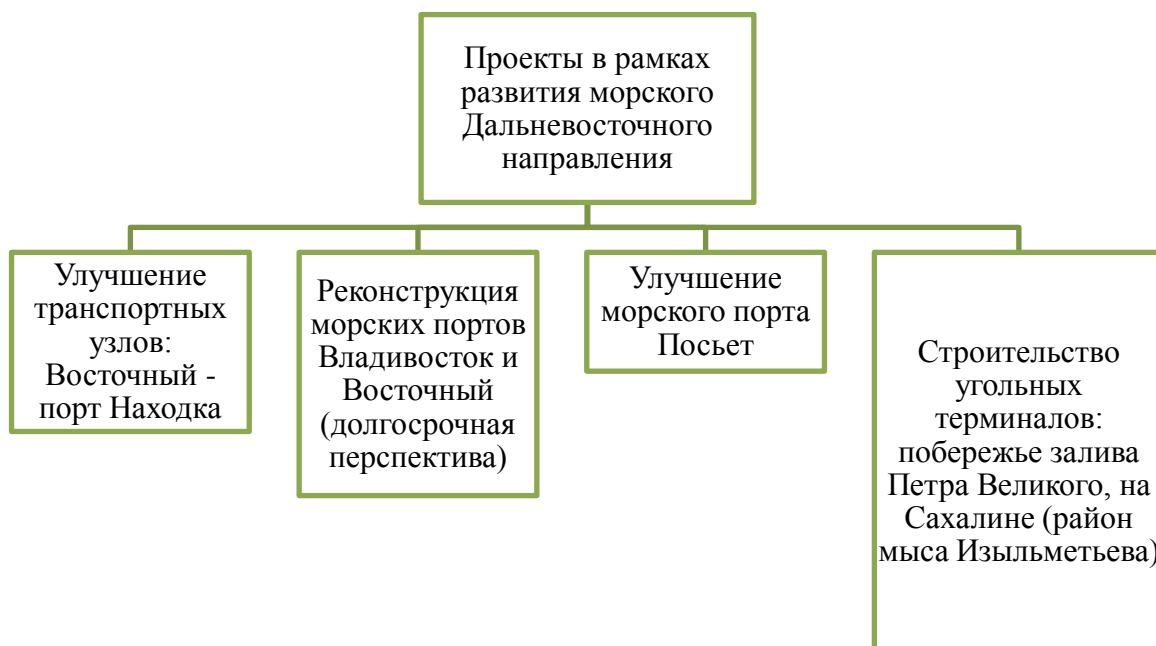 Проекты в рамках
развития морского
Дальневосточного
направления
Улучшение
транспортных
узлов:
Восточный -
порт Находка
Реконструкция
морских портов
Владивосток и
Восточный
(долгосрочная
перспектива)
Улучшение
морского порта
Посьет
Строительство
угольных
терминалов:
побережье залива
Петра Великого, на
Сахалине (район
мыса Изыльметьева)